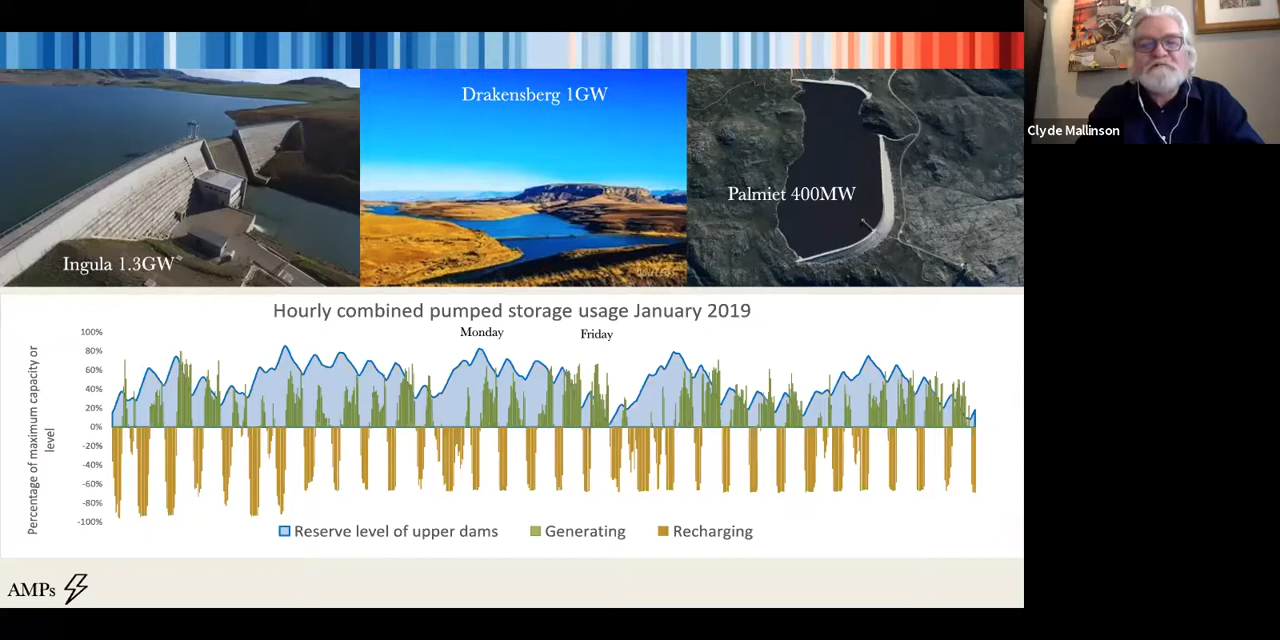 Clyde Mallinson
Drakensberg 1GW
Palmiet 400MW
Ingula 1.3GW
Hourly combined pumped storage usage January 2019
Monday
Friday
Percentage of maximum capacity or
level
100%
80%
60%
40%
20%
0%
-20%
-40%
-60%
-80%
-100%
Reserve level of upper dams
Generating
Recharging
AMPs